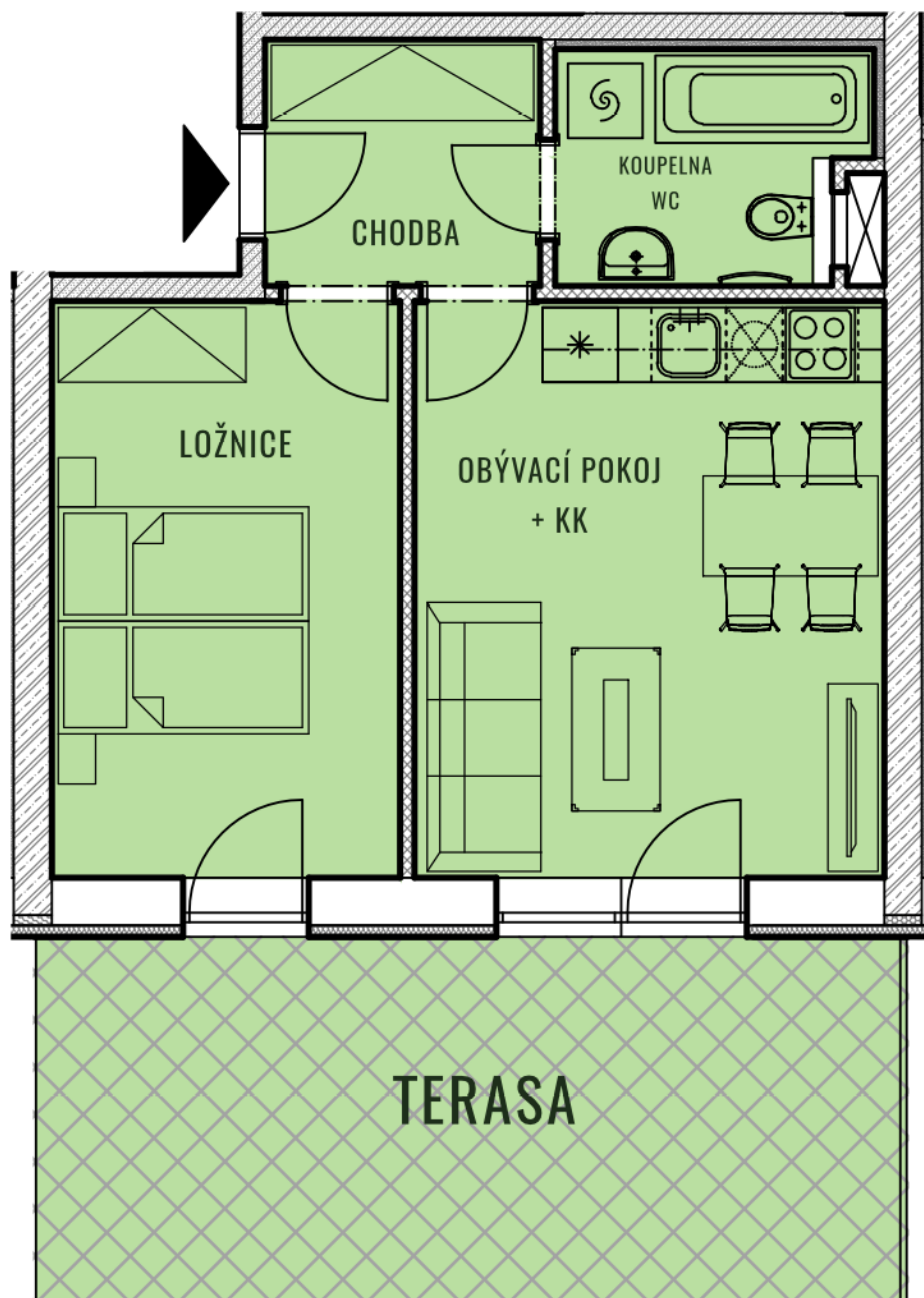 KOUPELNA
WC
CHODBA
LOŽNICE
OBÝVACÍ POKOJ
+ KK
TERASA